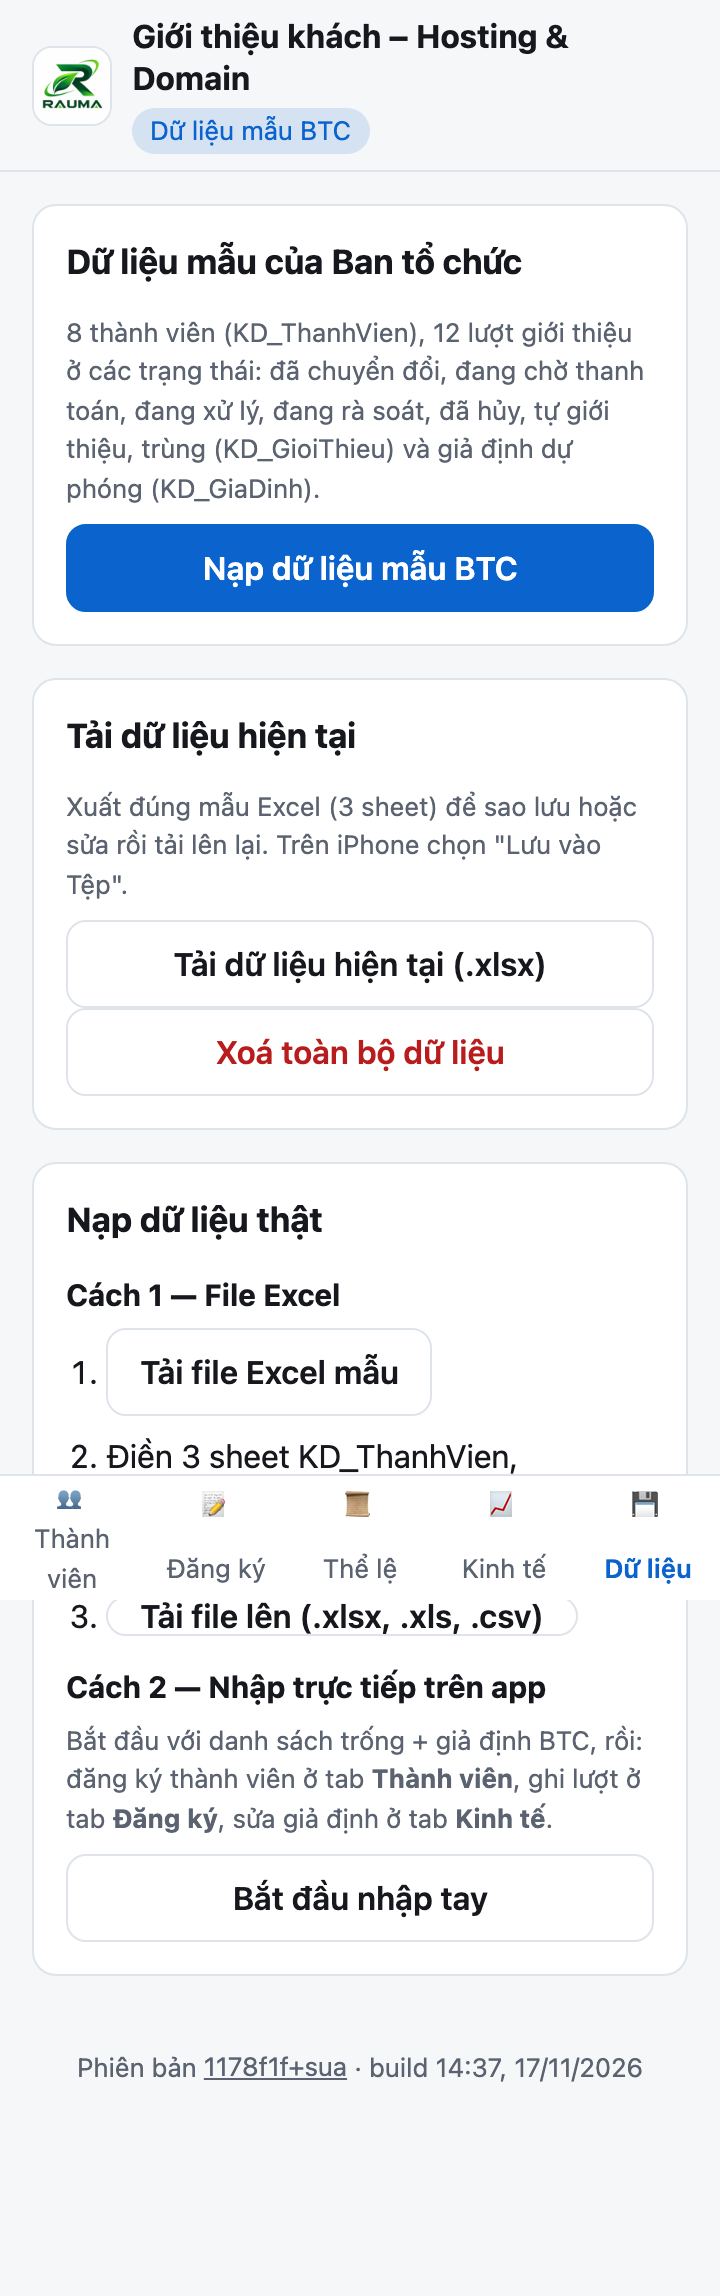 RAUMA
Giới thiệu khách – Hosting &
Domain
Dữ liệu mẫu BTC
Dữ liệu mẫu của Ban tổ chức
8 thành viên (KD_ThanhVien), 12 lượt giới thiệu
ở các trạng thái: đã chuyển đổi, đang chờ thanh
toán, đang xử lý, đang rà soát, đã hủy, tự giới
thiệu, trùng (KD_GioiThieu) và giả định dự
phóng (KD_GiaDinh).
Nạp dữ liệu mẫu BTC
Tải dữ liệu hiện tại
Xuất đúng mẫu Excel (3 sheet) để sao lưu hoặc
sửa rồi tải lên lại. Trên iPhone chọn "Lưu vào
Tệp".
Tải dữ liệu hiện tại (.xlsx)
Xoá toàn bộ dữ liệu
Nạp dữ liệu thật
Cách 1 — File Excel
1. Tải file Excel mẫu
2. Điền 3 sheet KD_ThanhVien,
Thành
viên
Đăng ký
Thể lệ
Kinh tế
Dữ liệu
3. Tải file lên (.xlsx, .xls, .csv)
Cách 2 — Nhập trực tiếp trên app
Bắt đầu với danh sách trống + giả định BTC, rồi:
đăng ký thành viên ở tab Thành viên, ghi lượt ở
tab Đăng ký, sửa giả định ở tab Kinh tế.
Bắt đầu nhập tay
Phiên bản 1178f1f+sua · build 14:37, 17/11/2026